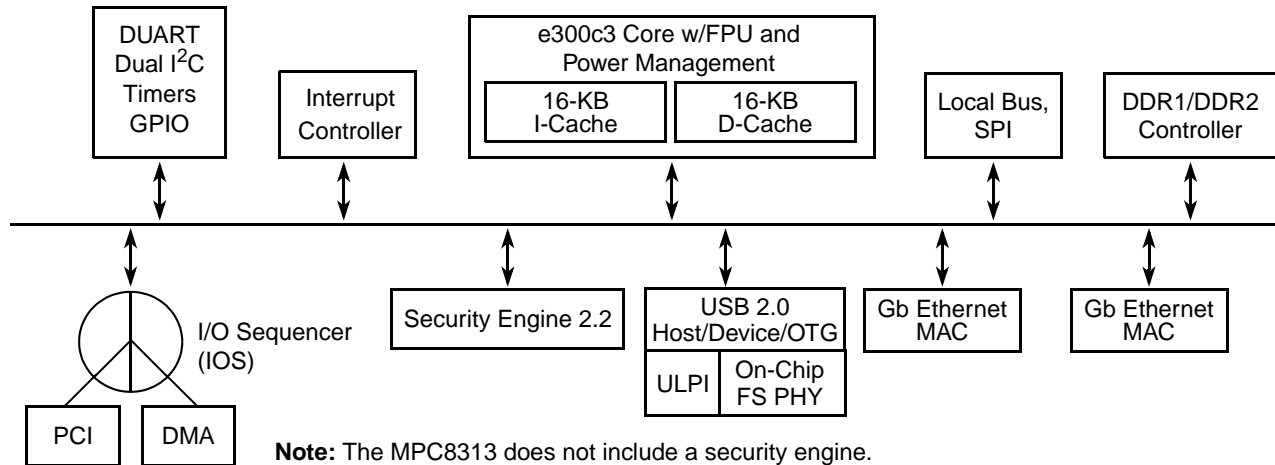 DUART
Dual I²C
Timers
GPIO
Interrupt
Controller
e300c3 Core w/FPU and
Power Management
16-KB
I-Cache
16-KB
D-Cache
Local Bus,
SPI
DDR1/DDR2
Controller
I/O Sequencer
(IOS)
PCI
DMA
Security Engine 2.2
USB 2.0
Host/Device/OTG
ULPI
On-Chip
FS PHY
Gb Ethernet
MAC
Gb Ethernet
MAC
Note: The MPC8313 does not include a security engine.